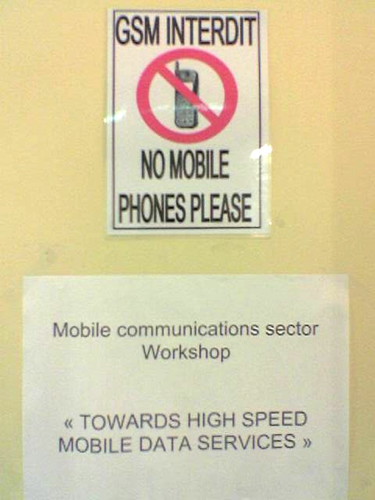 GSM INTERDIT
NO MOBILE
PHONES PLEASE
Mobile communications sector
Workshop
« TOWARDS HIGH SPEED
MOBILE DATA SERVICES »